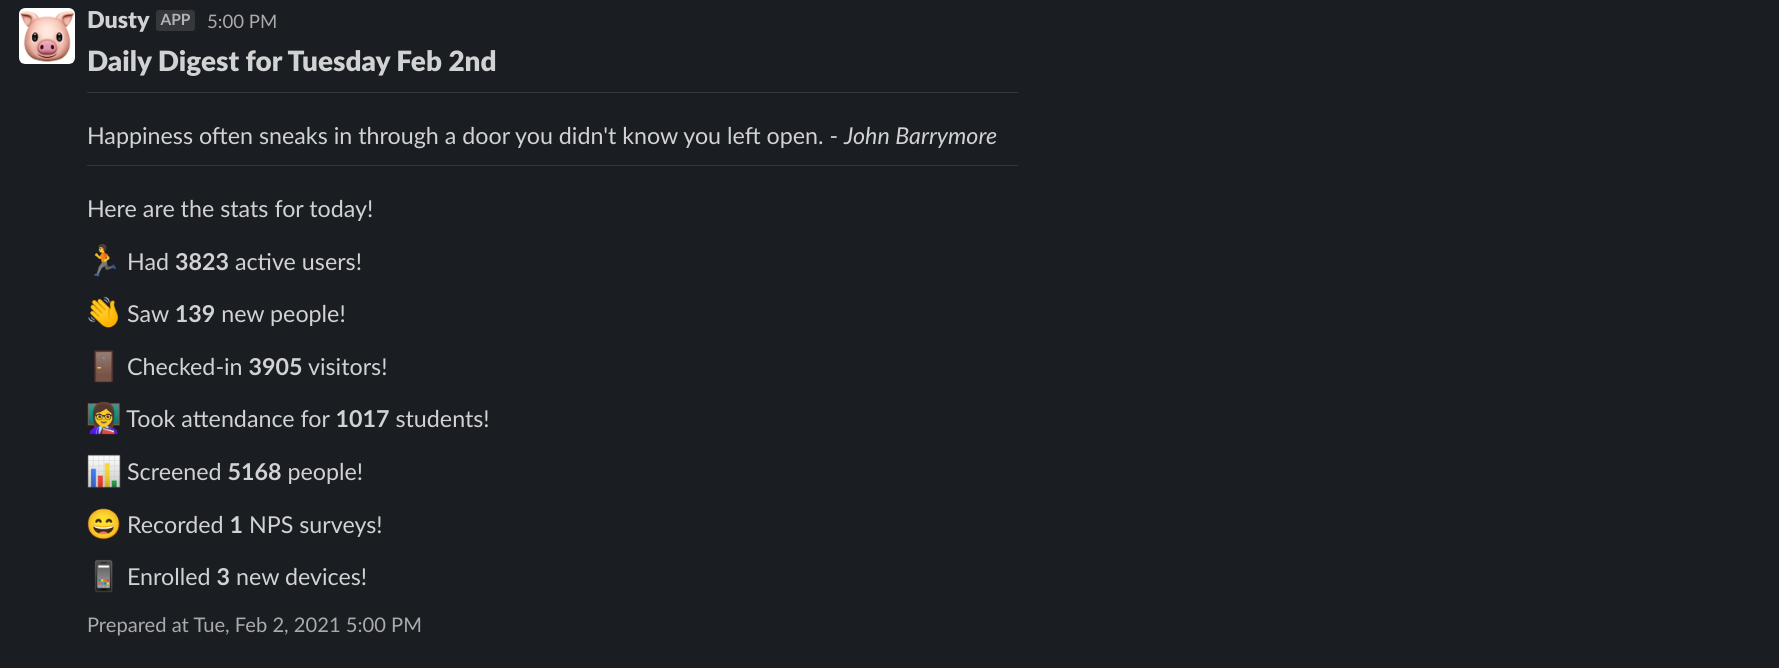 Dusty APP 5:00 PM
Daily Digest for Tuesday Feb 2nd
Happiness often sneaks in through a door you didn't know you left open. - John Barrymore
Here are the stats for today!
Had 3823 active users!
Saw 139 new people!
Checked-in 3905 visitors!
Took attendance for 1017 students!
Screened 5168 people!
Recorded 1 NPS surveys!
Enrolled 3 new devices!
Prepared at Tue, Feb 2, 2021 5:00 PM